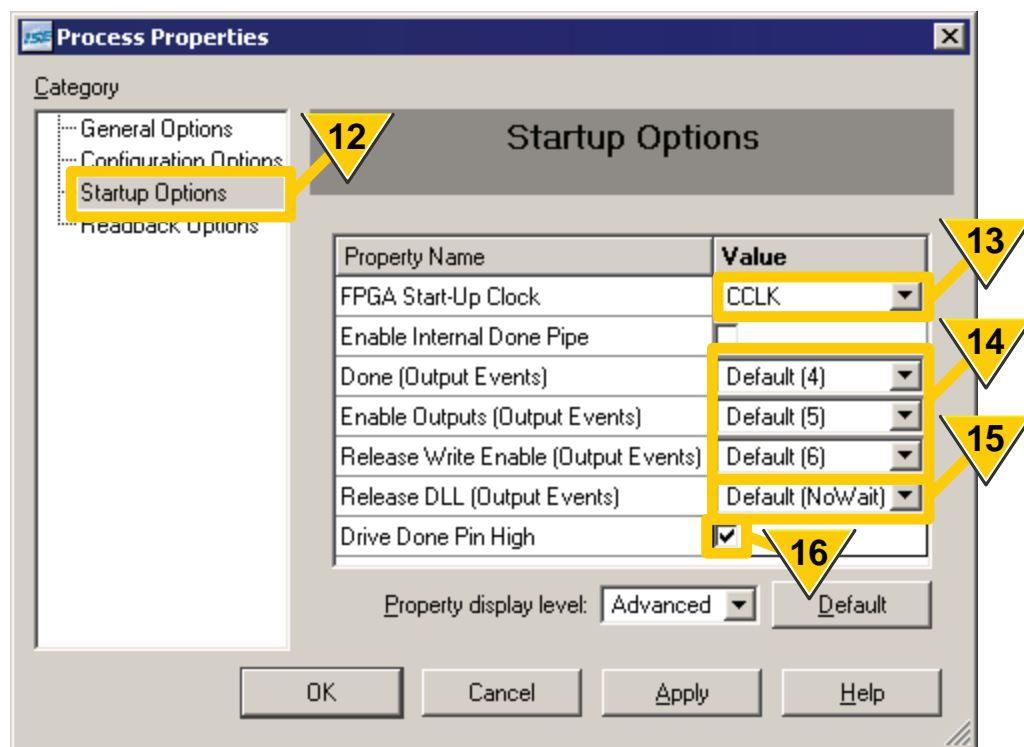 ISE Process Properties
Category
General Options
Configuration Options
Startup Options
Readback Options
12
Startup Options
13
14
15
16
Property Name Value
FPGA Start-Up Clock CCLK
Enable Internal Done Pipe
Done (Output Events) Default (4)
Enable Outputs (Output Events) Default (5)
Release Write Enable (Output Events) Default (6)
Release DLL (Output Events) Default (NoWait)
Drive Done Pin High
Property display level: Advanced Default
OK Cancel Apply Help